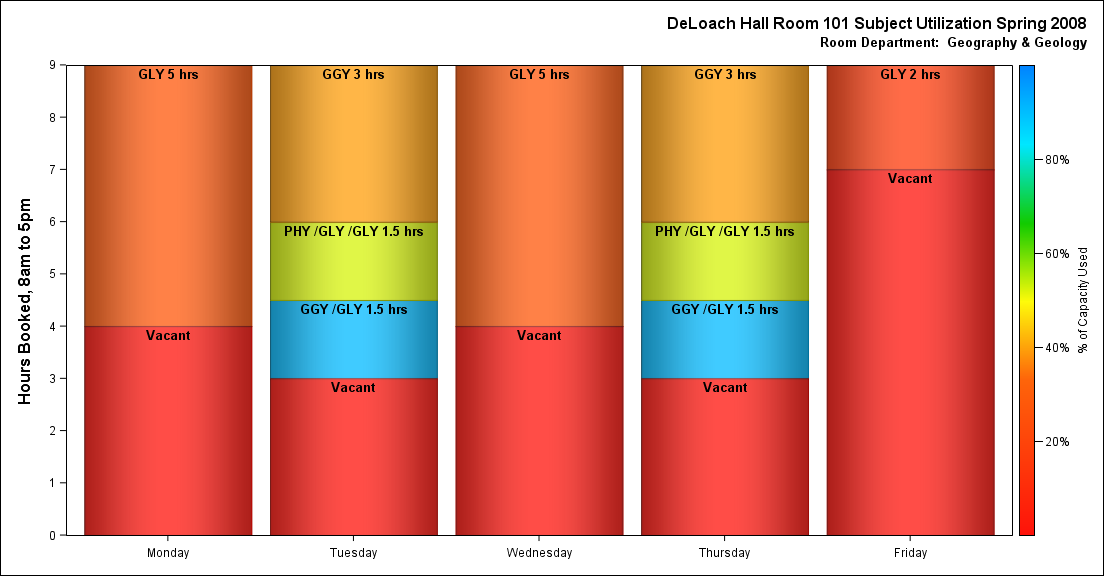 DeLoach Hall Room 101 Subject Utilization Spring 2008
Room Department:  Geography & Geology
Hours Booked, 8am to 5pm
9
8
7
6
5
4
3
2
1
0
GLY 5 hrs
Vacant
GGY 3 hrs
PHY /GLY /GLY 1.5 hrs
GGY /GLY 1.5 hrs
Vacant
GLY 5 hrs
Vacant
GGY 3 hrs
PHY /GLY /GLY 1.5 hrs
GGY /GLY 1.5 hrs
Vacant
GLY 2 hrs
Vacant
Monday
Tuesday
Wednesday
Thursday
Friday
80%
60%
40%
20%
% of Capacity Used